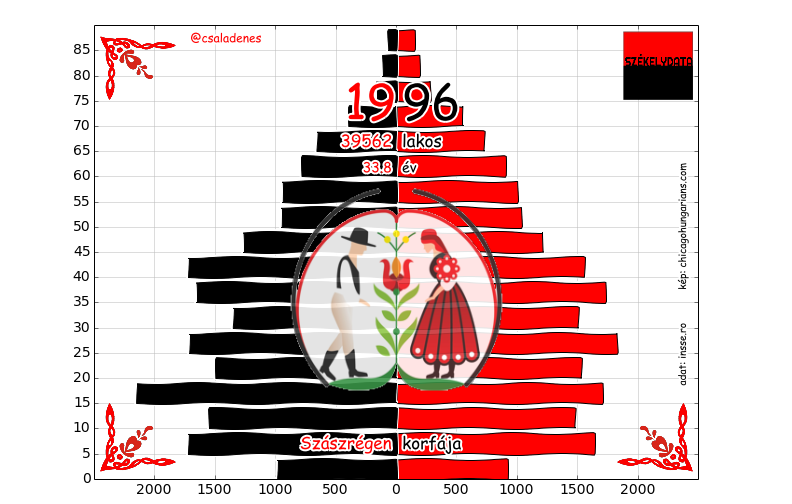 @csaladenes
SZÉKELYDATA
1996
39562 lakos
33.8 év
kép: chicagohungarians.com
adat: insse.ro
Szászrégen korfája
85
80
75
70
65
60
55
50
45
40
35
30
25
20
15
10
5
0
2000 1500 1000 500 0 500 1000 1500 2000